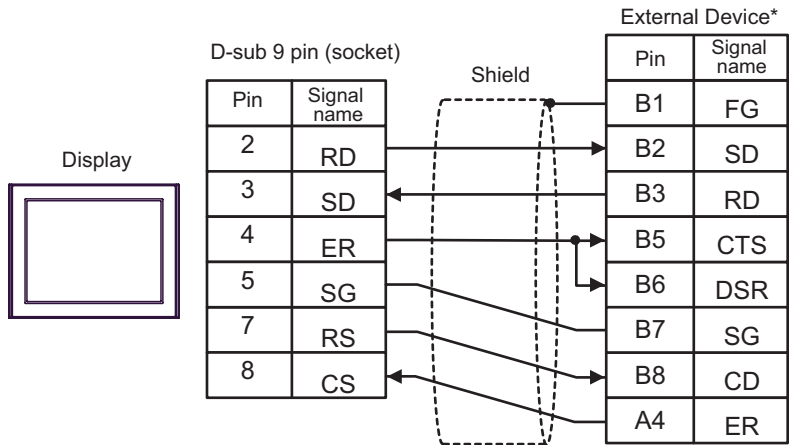 External Device*
D-sub 9 pin (socket)
Shield
Pin Signal name
B1 FG
B2 SD
B3 RD
B5 CTS
B6 DSR
B7 SG
B8 CD
A4 ER
Pin Signal name
2 RD
3 SD
4 ER
5 SG
7 RS
8 CS
Display